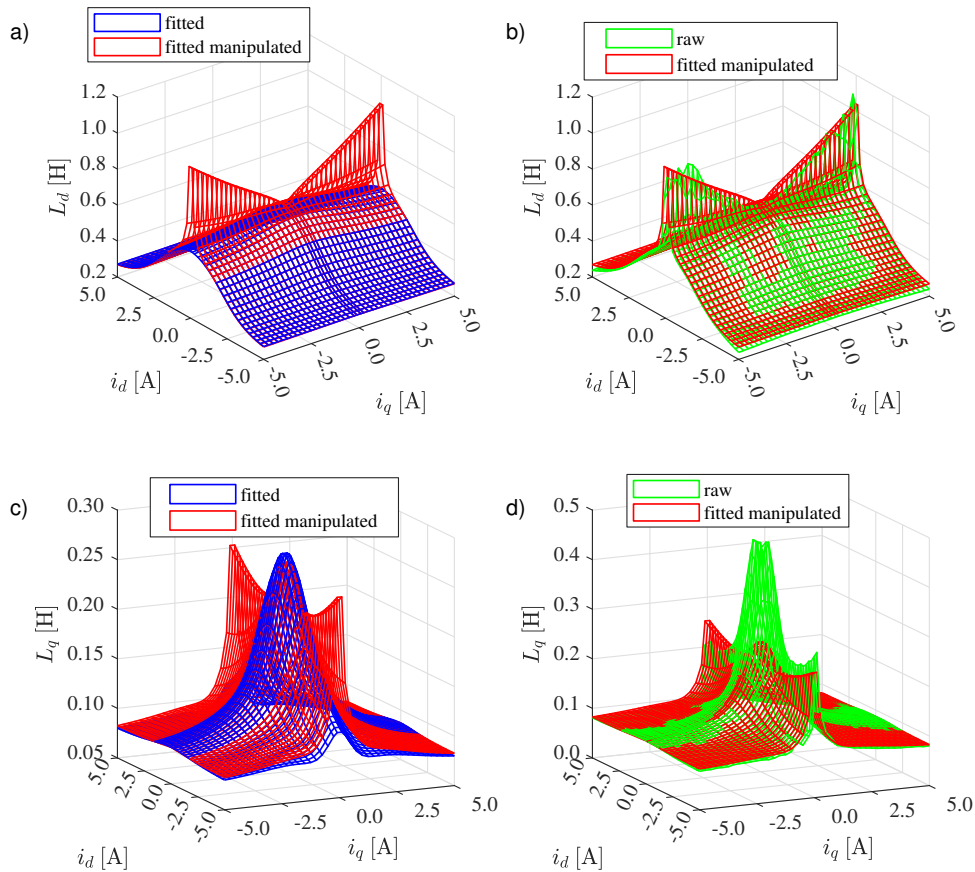 a)
fitted
fitted manipulated
1.2
1.0
0.8
0.6
0.4
0.2
L_d [H]
5.0
2.5
0.0
-2.5
-5.0
i_d [A]
-5.0
-2.5
0.0
2.5
5.0
i_q [A]
b)
raw
fitted manipulated
1.2
1.0
0.8
0.6
0.4
0.2
L_d [H]
5.0
2.5
0.0
-2.5
-5.0
i_d [A]
-5.0
-2.5
0.0
2.5
5.0
i_q [A]
c)
fitted
fitted manipulated
0.30
0.25
0.20
0.15
0.10
0.05
L_q [H]
5.0
2.5
0.0
-2.5
-5.0
i_d [A]
-5.0
-2.5
0.0
2.5
5.0
i_q [A]
d)
raw
fitted manipulated
0.5
0.4
0.3
0.2
0.1
0.0
L_q [H]
5.0
2.5
0.0
-2.5
-5.0
i_d [A]
-5.0
-2.5
0.0
2.5
5.0
i_q [A]